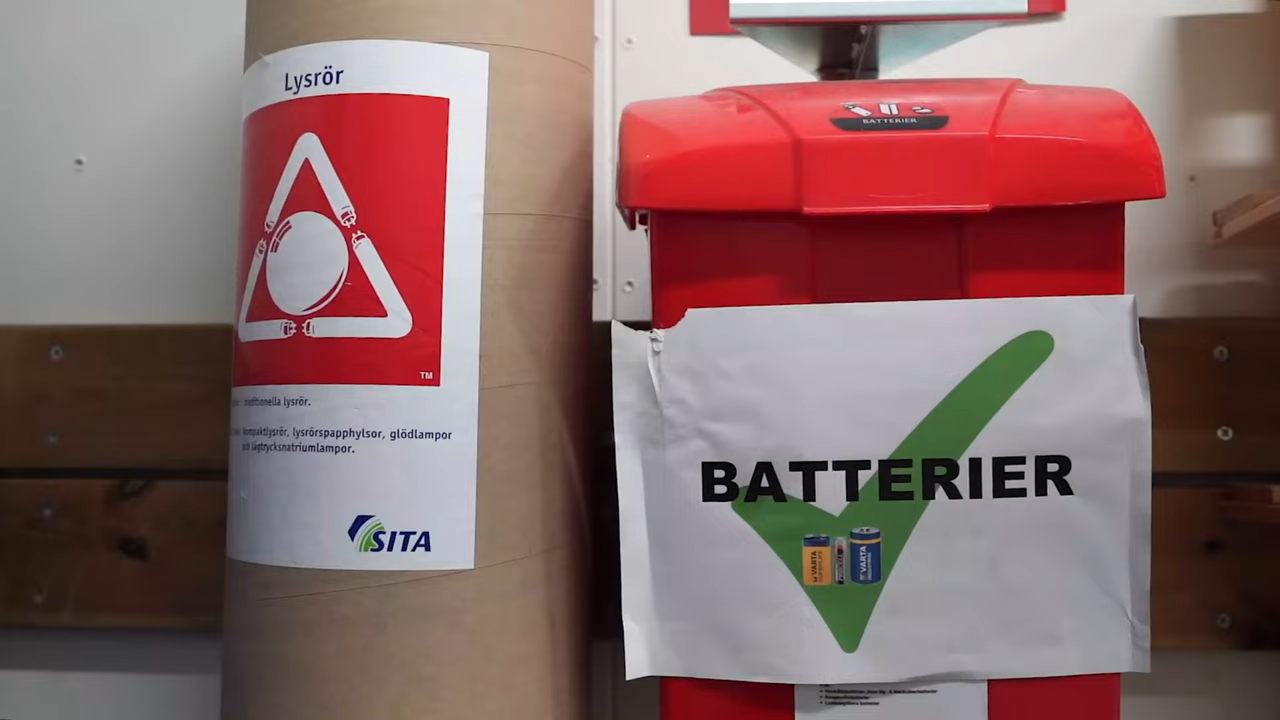 Lysrör
TM
traditionella lysrör.
kompaktlysrör, lysrörspapphylsor, glödlampor
och lågtrycksnatriumlampor.
SITA
BATTERIER
BATTERIER
VARTA
VARTA